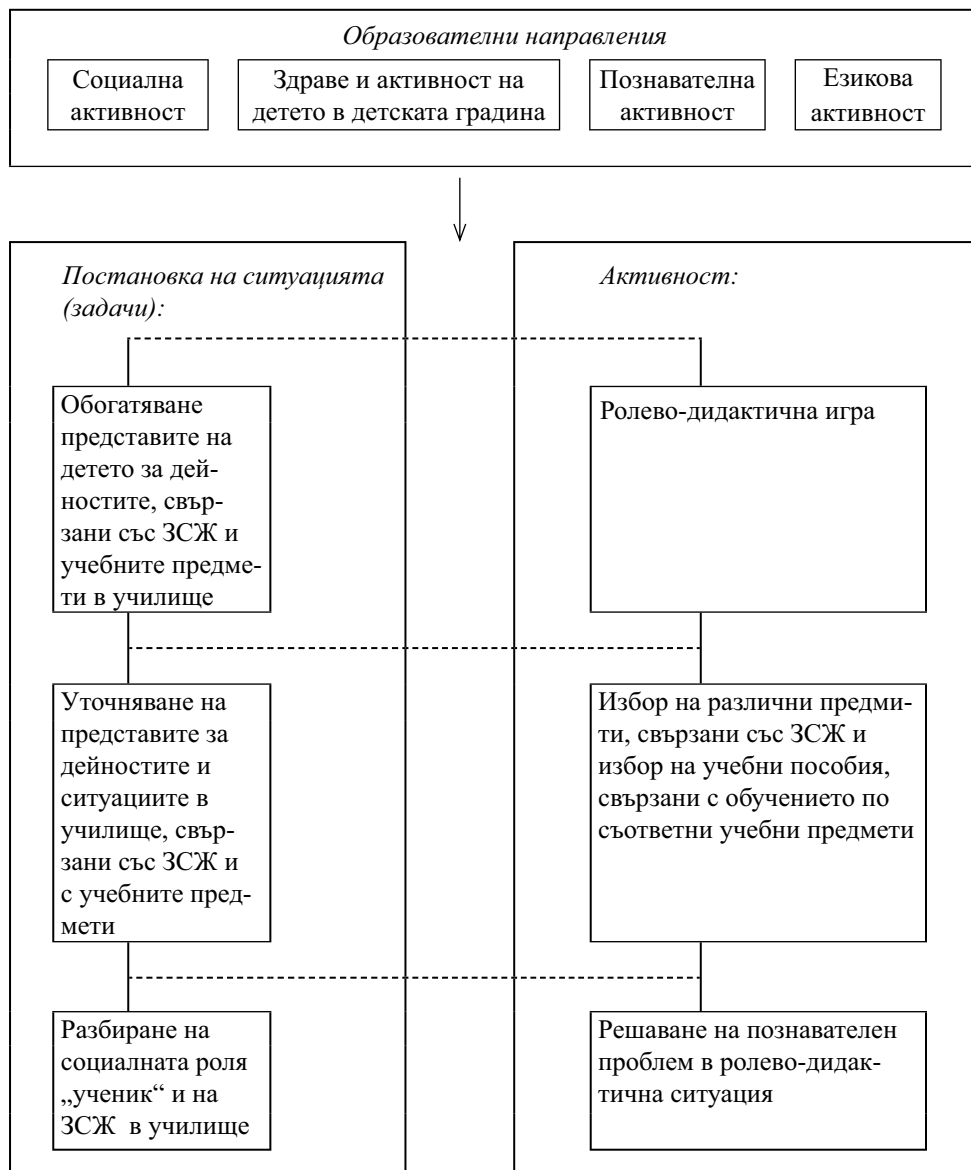 Образователни направления
Социална
активност
Здраве и активност на
детето в детската градина
Познавателна
активност
Езикова
активност
Постановка на ситуацията
(задачи):
Активност:
Обогатяване
представите на
детето за дей-
ностите, свър-
зани със ЗСЖ и
учебните предме-
ти в училище
Ролево-дидактична игра
Уточняване на
представите за
дейностите и
ситуациите в
училище, свър-
зани със ЗСЖ и
с учебните пред-
мети
Избор на различни предми-
ти, свързани със ЗСЖ и
избор на учебни пособия,
свързани с обучението по
съответни учебни предмети
Разбиране на
социалната роля
„ученик“ и на
ЗСЖ в училище
Решаване на познавателен
проблем в ролево-дидак-
тична ситуация